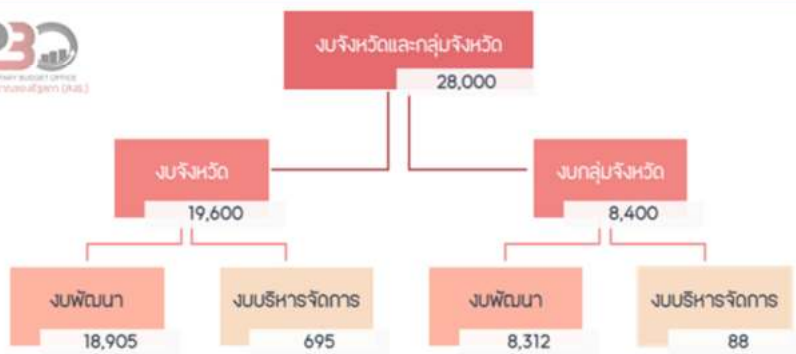 PBO
งบจังหวัดและกลุ่มจังหวัด
28,000
งบจังหวัด
19,600
งบกลุ่มจังหวัด
8,400
งบพัฒนา
18,905
งบบริหารจัดการ
695
งบพัฒนา
8,312
งบบริหารจัดการ
88